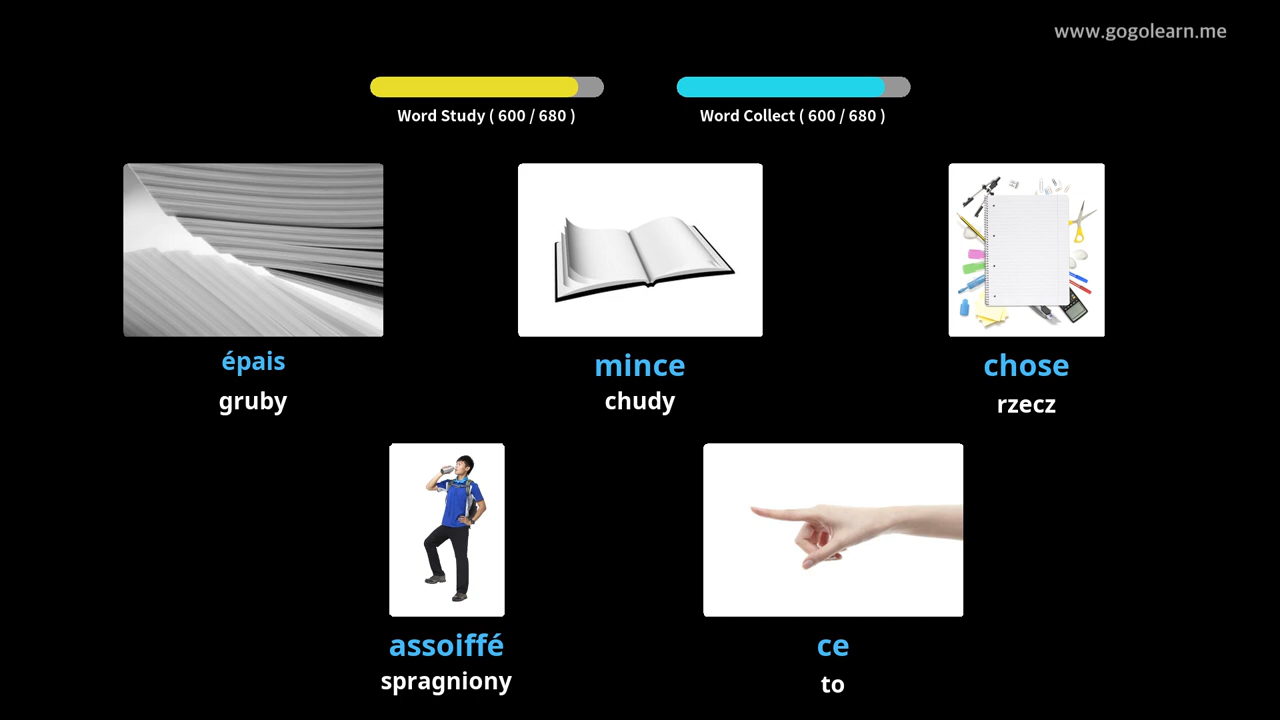 www.gogolearn.me
Word Study ( 600 / 680 )
Word Collect ( 600 / 680 )
épais
mince
chose
gruby
chudy
rzecz
assoiffé
ce
spragniony
to